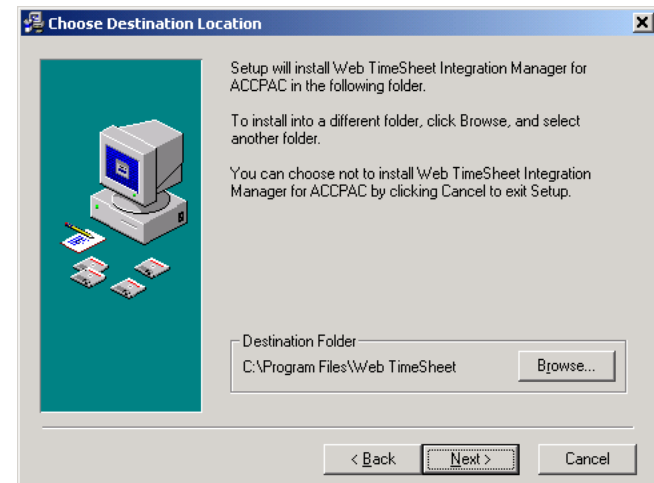 Choose Destination Location
Setup will install Web TimeSheet Integration Manager for
ACCPAC in the following folder.
To install into a different folder, click Browse, and select
another folder.
You can choose not to install Web TimeSheet Integration
Manager for ACCPAC by clicking Cancel to exit Setup.
Destination Folder
C:\Program Files\Web TimeSheet
Browse...
< Back Next > Cancel